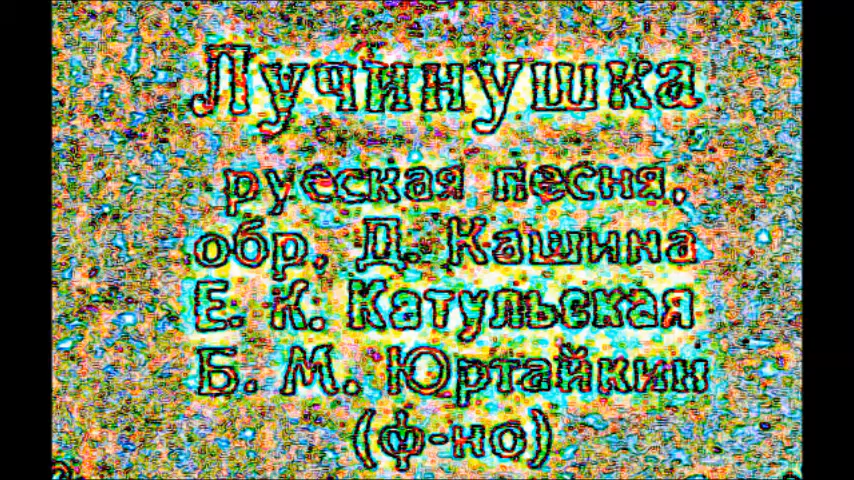 Лучинушка
русская песня,
обр. Д. Кашина
Е. К. Катульская
Б. М. Юртайкин
(ф-но)